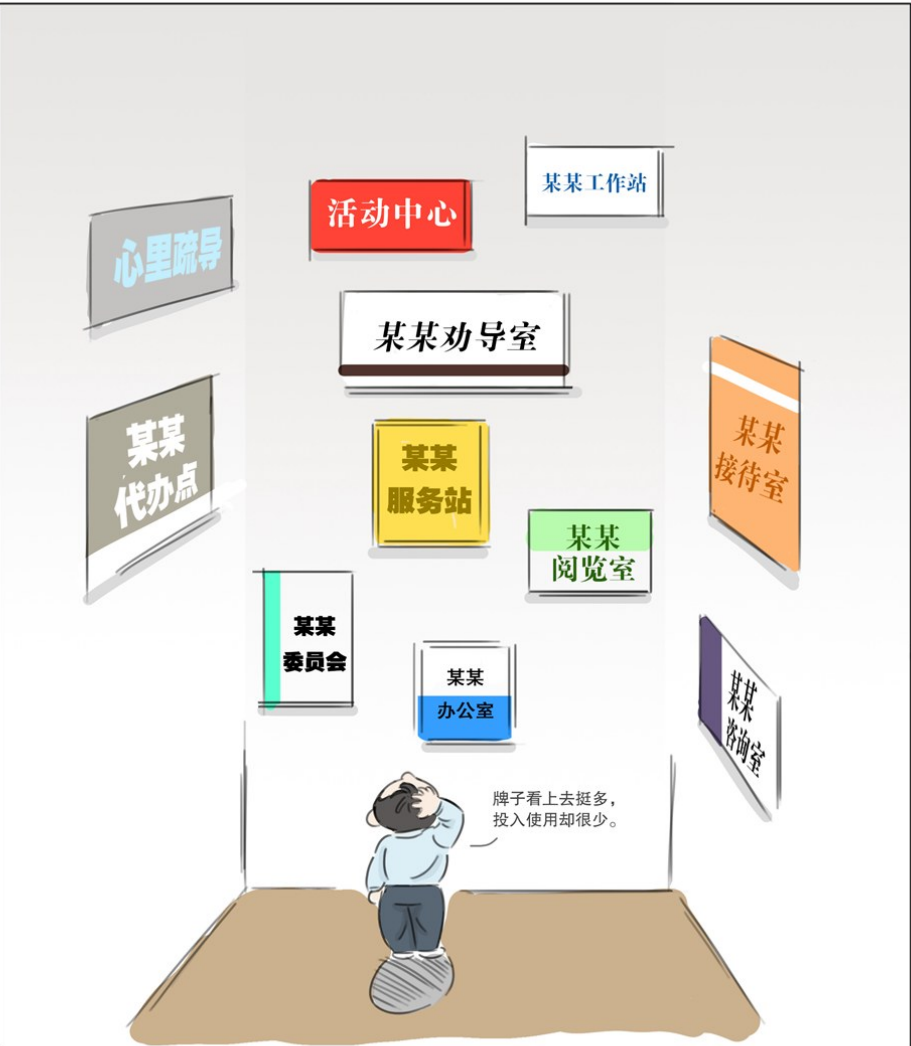 某某工作站
活动中心
心里疏导
某某劝导室
某某
代办点
某某
服务站
某某
接待室
某某
阅览室
某某
委员会
某某
办公室
某某
咨询室
牌子看上去挺多，
投入使用却很少。